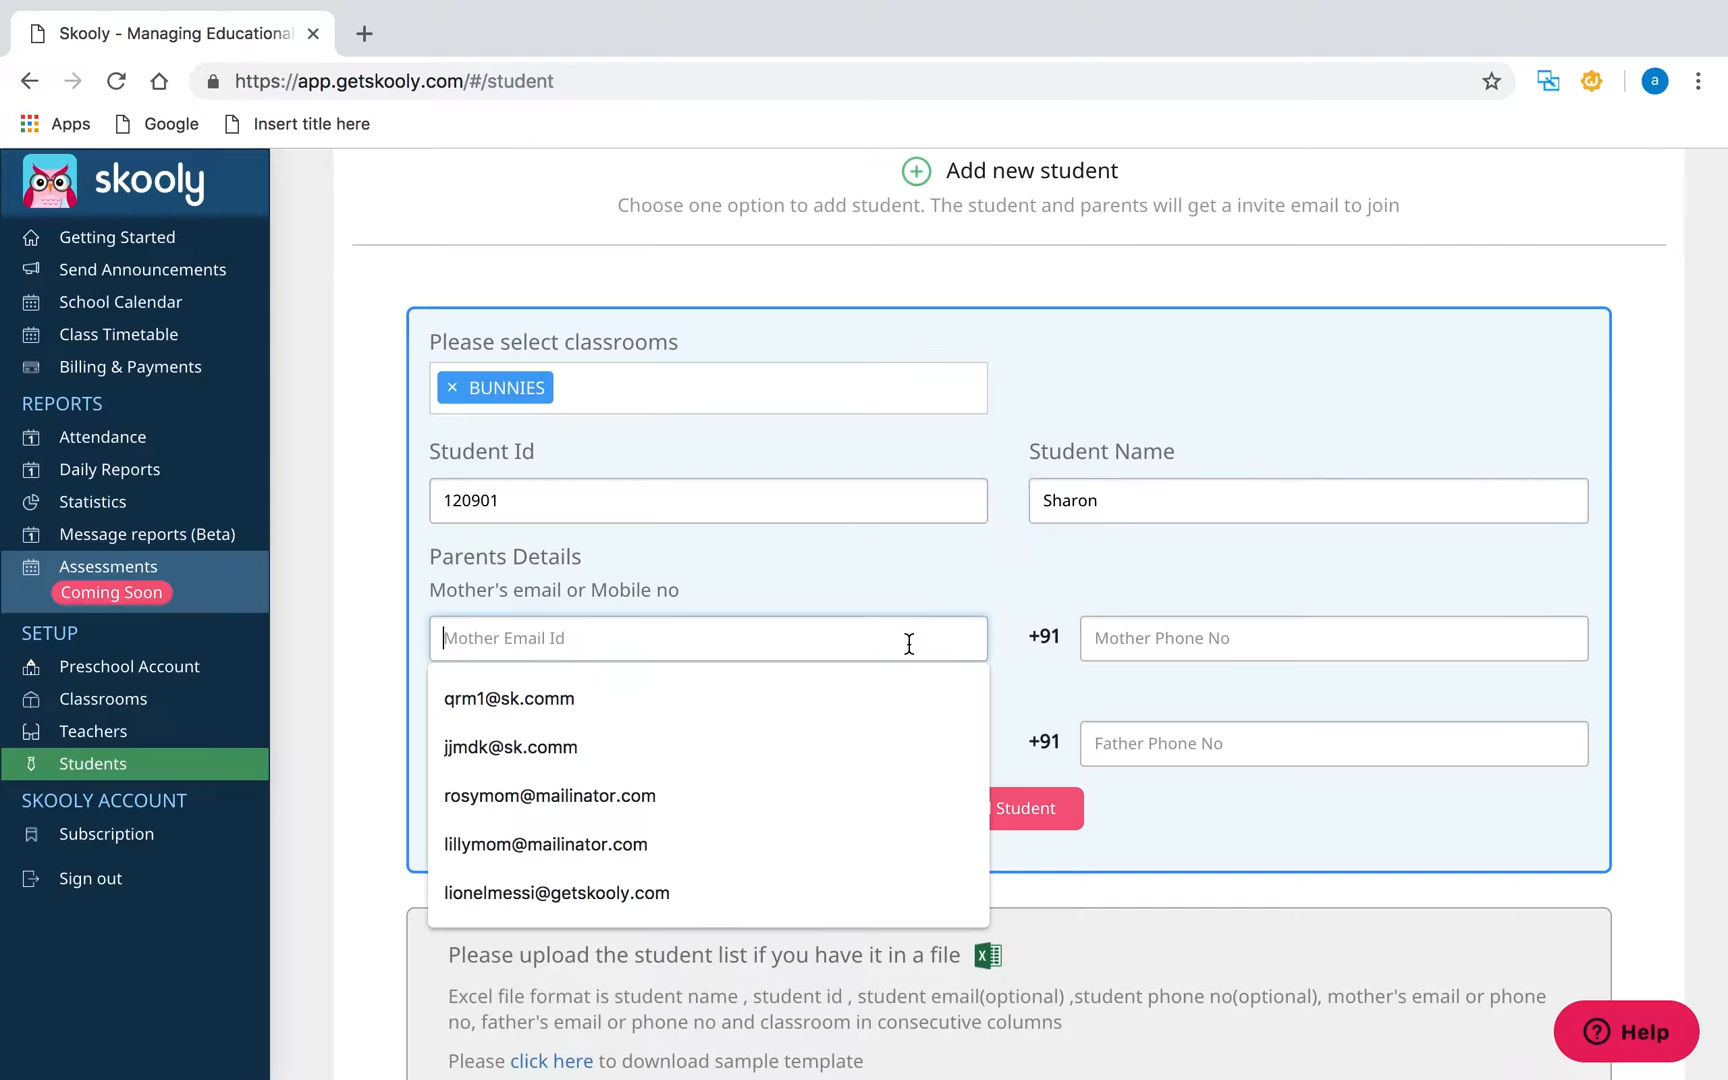 Skooly - Managing Educational
https://app.getskooly.com/#/student
a
Apps
Google
Insert title here
skooly
Getting Started
Send Announcements
School Calendar
Class Timetable
Billing & Payments
REPORTS
Attendance
Daily Reports
Statistics
Message reports (Beta)
Assessments
Coming Soon
SETUP
Preschool Account
Classrooms
Teachers
Students
SKOOLY ACCOUNT
Subscription
Sign out
Add new student
Choose one option to add student. The student and parents will get a invite email to join
Please select classrooms
× BUNNIES
Student Id
Student Name
120901
Sharon
Parents Details
Mother's email or Mobile no
Mother Email Id
+91
Mother Phone No
qrm1@sk.comm
jjmdk@sk.comm
rosymom@mailinator.com
lillymom@mailinator.com
lionelmessi@getskooly.com
+91
Father Phone No
Student
Please upload the student list if you have it in a file
Excel file format is student name , student id , student email(optional) ,student phone no(optional), mother's email or phone
no, father's email or phone no and classroom in consecutive columns
Please click here to download sample template
Help